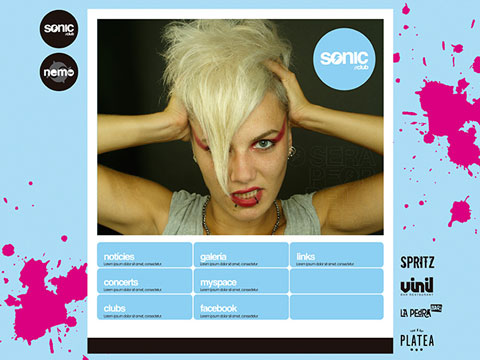 sonic
club
nemo
sonic
club
notícies
Lorem ipsum dolor sit amet, consectetur
galeria
Lorem ipsum dolor sit amet, consectetur
links
Lorem ipsum dolor sit amet, consectetur
concerts
Lorem ipsum dolor sit amet, consectetur
myspace
Lorem ipsum dolor sit amet, consectetur
clubs
Lorem ipsum dolor sit amet, consectetur
facebook
Lorem ipsum dolor sit amet, consectetur
SPRITZ
vinil
LA PEDRA
BAR
PLATEA